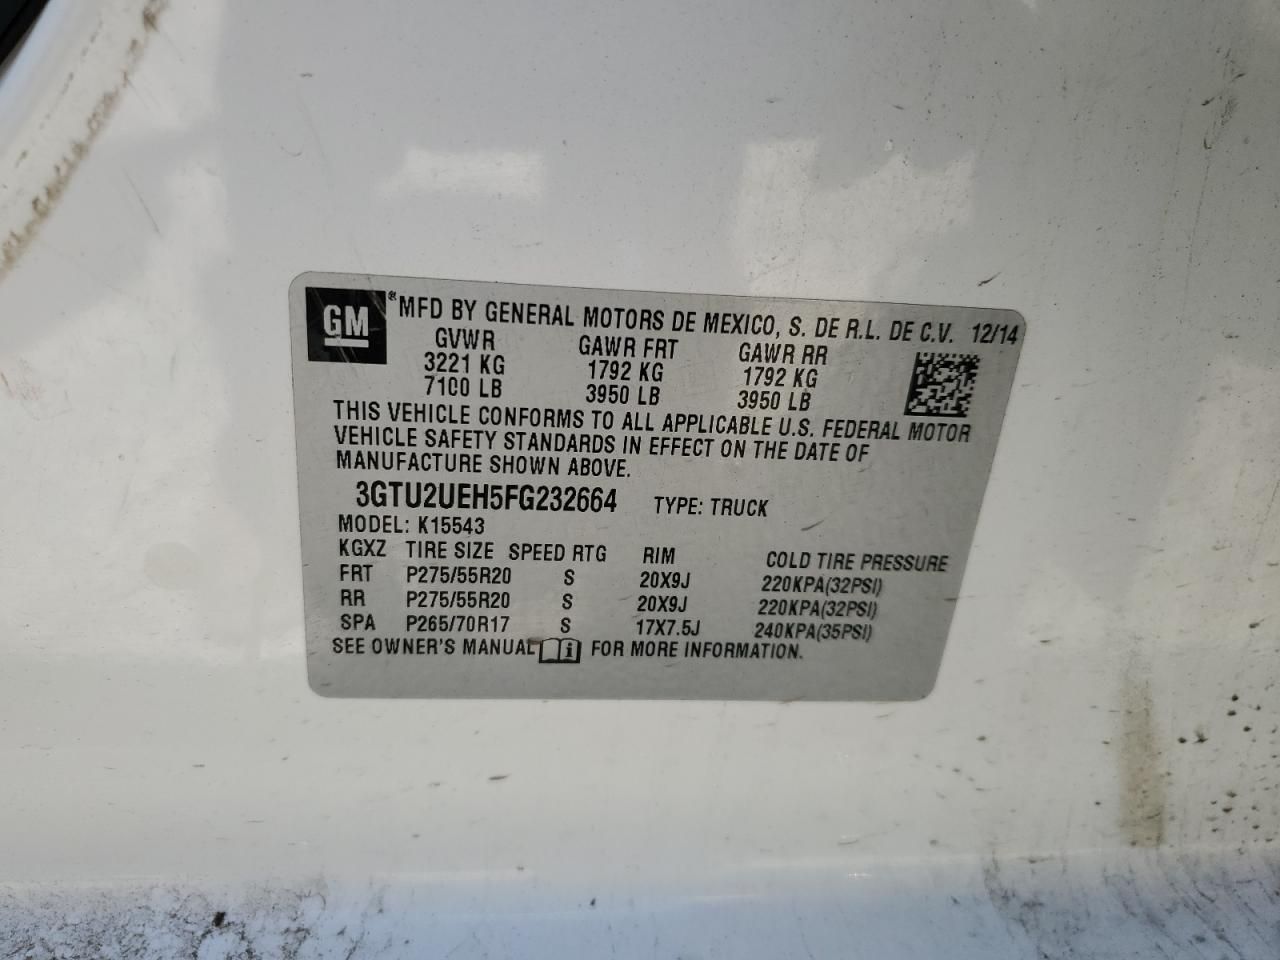 GM ® MFD BY GENERAL MOTORS DE MEXICO, S. DE R.L. DE C.V. 12/14
GVWR GAWR FRT GAWR RR
3221 KG 1792 KG 1792 KG
7100 LB 3950 LB 3950 LB
THIS VEHICLE CONFORMS TO ALL APPLICABLE U.S. FEDERAL MOTOR
VEHICLE SAFETY STANDARDS IN EFFECT ON THE DATE OF
MANUFACTURE SHOWN ABOVE.
3GTU2UEH5FG232664 TYPE: TRUCK
MODEL: K15543
KGXZ TIRE SIZE SPEED RTG RIM COLD TIRE PRESSURE
FRT P275/55R20 S 20X9J 220KPA(32PSI)
RR P275/55R20 S 20X9J 220KPA(32PSI)
SPA P265/70R17 S 17X7.5J 240KPA(35PSI)
SEE OWNER'S MANUAL i FOR MORE INFORMATION.